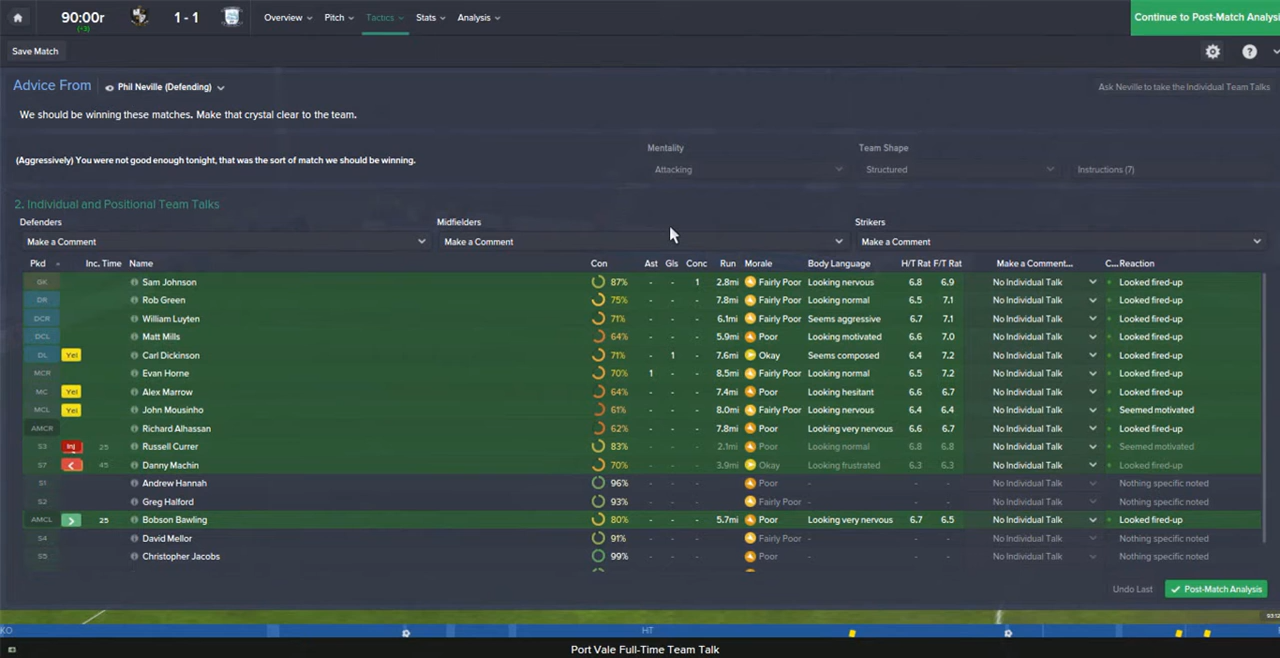 90:00r 1 - 1 Overview Pitch Tactics Stats Analysis Continue to Post-Match Analysi
(+3)
Save Match
Advice From Phil Neville (Defending) Ask Neville to take the Individual Team Talks
We should be winning these matches. Make that crystal clear to the team.
Mentality Team Shape
(Aggressively) You were not good enough tonight, that was the sort of match we should be winning.
Attacking Structured Instructions (7)
2. Individual and Positional Team Talks
Defenders Midfielders Strikers
Make a Comment Make a Comment Make a Comment
Pkd Inc. Time Name Con Ast Gls Conc Run Morale Body Language H/T Rat F/T Rat Make a Comment... C... Reaction
GK Sam Johnson 87% - - 1 2.8mi Fairly Poor Looking nervous 6.8 6.9 No Individual Talk Looked fired-up
DR Rob Green 75% - - - 7.8mi Fairly Poor Looking normal 6.5 7.1 No Individual Talk Looked fired-up
DCR William Luyten 71% - - - 6.1mi Fairly Poor Seems aggressive 6.7 7.1 No Individual Talk Looked fired-up
DCL Matt Mills 64% - - - 5.9mi Poor Looking motivated 6.6 7.0 No Individual Talk Looked fired-up
DL Yel Carl Dickinson 71% - 1 - 7.6mi Okay Seems composed 6.4 7.2 No Individual Talk Looked fired-up
MCR Evan Horne 70% 1 - - 8.5mi Fairly Poor Looking normal 6.5 7.2 No Individual Talk Looked fired-up
MC Yel Alex Marrow 64% - - - 7.4mi Poor Looking hesitant 6.6 6.7 No Individual Talk Looked fired-up
MCL Yel John Mousinho 61% - - - 8.0mi Fairly Poor Looking nervous 6.4 6.4 No Individual Talk Seemed motivated
AMCR Richard Alhassan 62% - - - 7.8mi Poor Looking very nervous 6.6 6.7 No Individual Talk Looked fired-up
S3 Inj 25 Russell Currer 83% - - - 2.1mi Poor Looking normal 6.8 6.8 No Individual Talk Seemed motivated
S7 45 Danny Machin 70% - - - 3.9mi Okay Looking frustrated 6.3 6.3 No Individual Talk Looked fired-up
S1 Andrew Hannah 96% - - - - Poor - - - No Individual Talk Nothing specific noted
S2 Greg Halford 93% - - - - Fairly Poor - - - No Individual Talk Nothing specific noted
AMCL 25 Bobson Bawling 80% - - - 5.7mi Poor Looking very nervous 6.7 6.5 No Individual Talk Looked fired-up
S4 David Mellor 91% - - - - Fairly Poor - - - No Individual Talk Nothing specific noted
S5 Christopher Jacobs 99% - - - - Poor - - - No Individual Talk Nothing specific noted
Undo Last Post-Match Analysis
KO HT
Port Vale Full-Time Team Talk